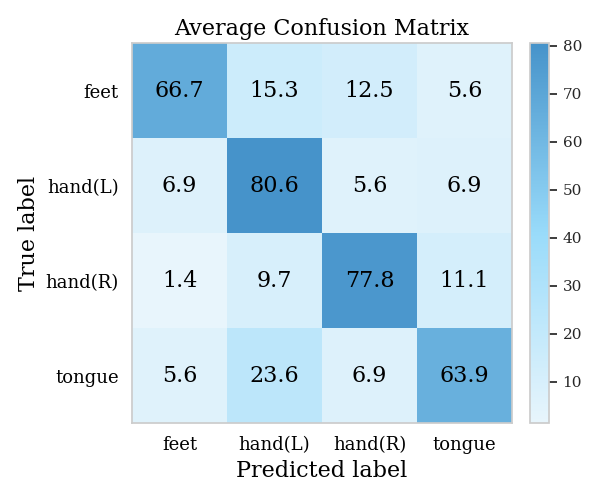 Average Confusion Matrix
True label
feet 66.7 15.3 12.5 5.6
hand(L) 6.9 80.6 5.6 6.9
hand(R) 1.4 9.7 77.8 11.1
tongue 5.6 23.6 6.9 63.9
feet hand(L) hand(R) tongue
Predicted label
80
70
60
50
40
30
20
10